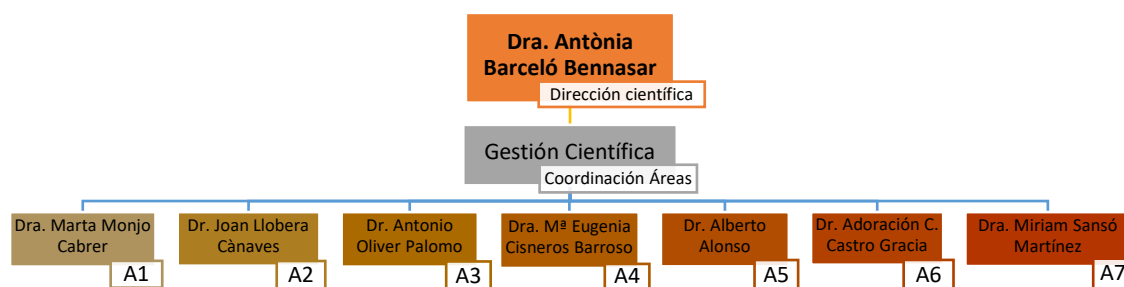 Dra. Antònia
Barceló Bennasar
Dirección científica
Gestión Científica
Coordinación Áreas
Dra. Marta Monjo
Cabrer
A1
Dr. Joan Llobera
Cànaves
A2
Dr. Antonio
Oliver Palomo
A3
Dra. Mª Eugenia
Cisneros Barroso
A4
Dr. Alberto
Alonso
A5
Dr. Adoración C.
Castro Gracia
A6
Dra. Miriam Sansó
Martínez
A7